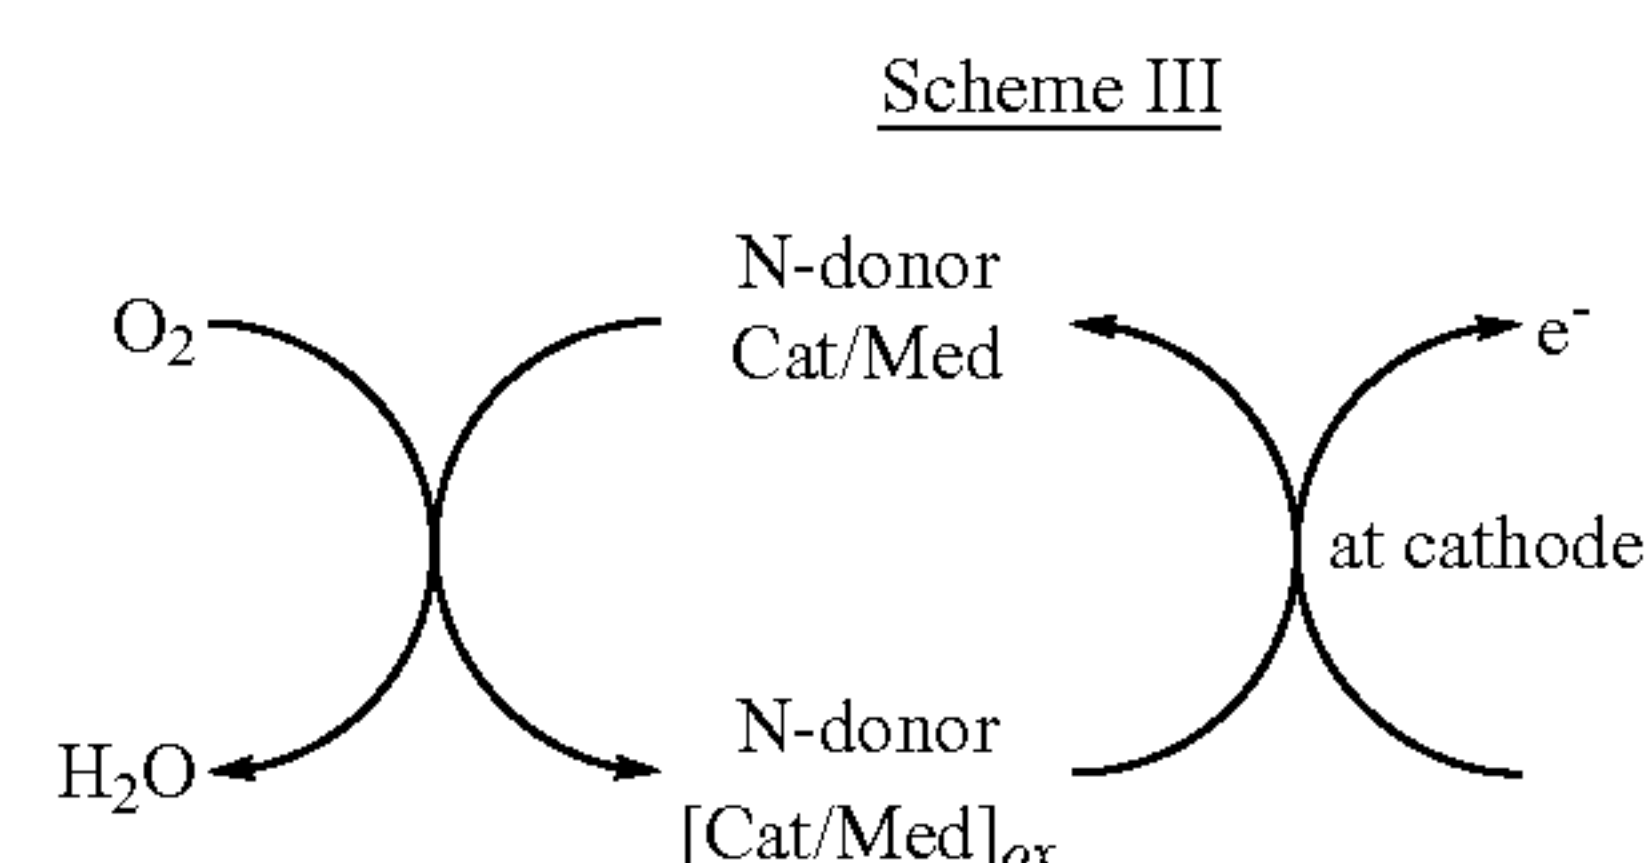 Scheme III
N-donor
O₂ Cat/Med e⁻
at cathode
N-donor
H₂O
[Cat/Med]ox